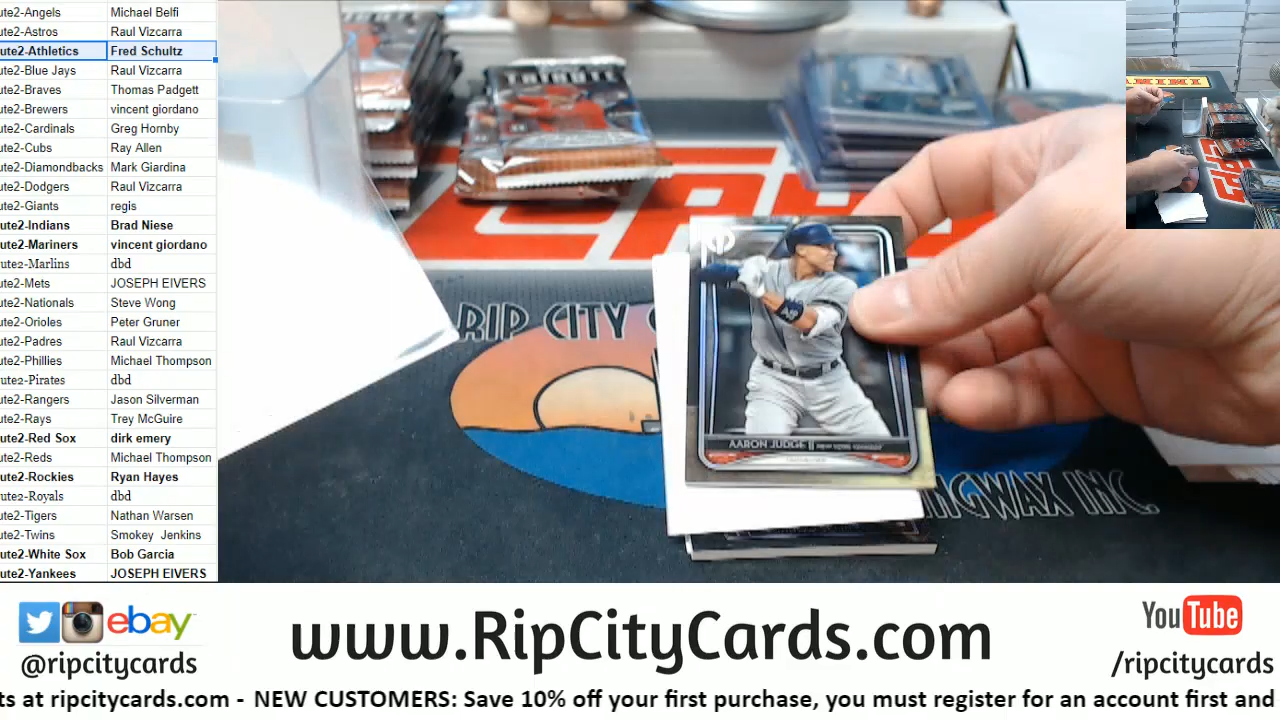 ute2-Angels Michael Belfi
ute2-Astros Raul Vizcarra
ute2-Athletics Fred Schultz
ute2-Blue Jays Raul Vizcarra
ute2-Braves Thomas Padgett
ute2-Brewers vincent giordano
ute2-Cardinals Greg Hornby
ute2-Cubs Ray Allen
ute2-Diamondbacks Mark Giardina
ute2-Dodgers Raul Vizcarra
ute2-Giants regis
ute2-Indians Brad Niese
ute2-Mariners vincent giordano
ute2-Marlins dbd
ute2-Mets JOSEPH EIVERS
ute2-Nationals Steve Wong
ute2-Orioles Peter Gruner
ute2-Padres Raul Vizcarra
ute2-Phillies Michael Thompson
ute2-Pirates dbd
ute2-Rangers Jason Silverman
ute2-Rays Trey McGuire
ute2-Red Sox dirk emery
ute2-Reds Michael Thompson
ute2-Rockies Ryan Hayes
ute2-Royals dbd
ute2-Tigers Nathan Warsen
ute2-Twins Smokey Jenkins
ute2-White Sox Bob Garcia
ute2-Yankees JOSEPH EIVERS
TRIBUTE
RIP CITY
AARON JUDGE
NGWAX INC.
ebay
@ripcitycards
www.RipCityCards.com
YouTube
/ripcitycards
ts at ripcitycards.com - NEW CUSTOMERS: Save 10% off your first purchase, you must register for an account first and